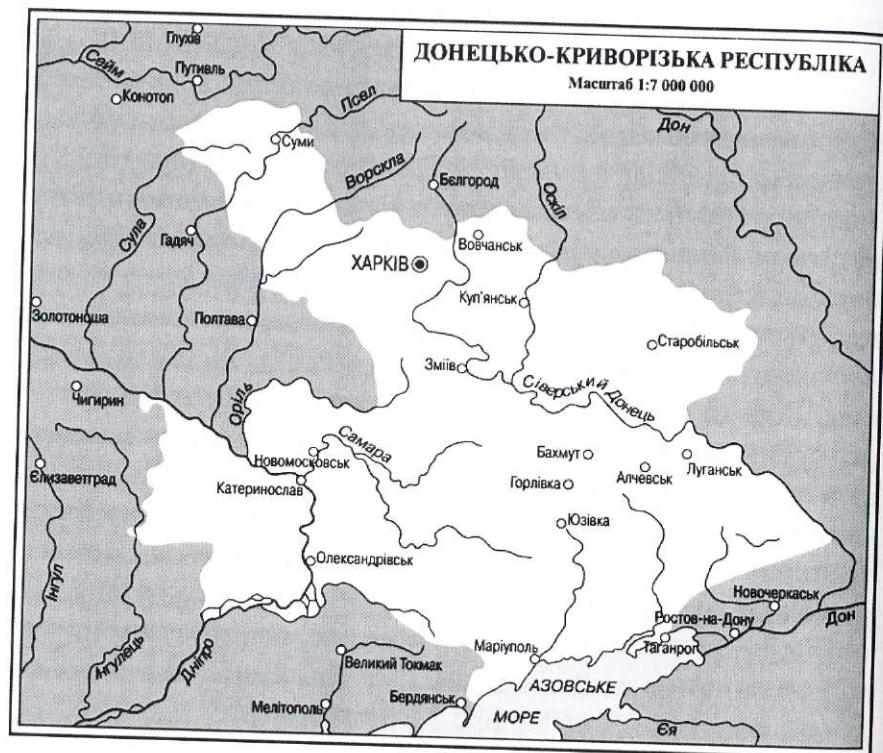 ДОНЕЦЬКО-КРИВОРІЗЬКА РЕСПУБЛІКА
Масштаб 1:7 000 000
Глухів
Сейм
Путивль
Конотоп
Псел
Суми
Дон
Ворскла
Бєлгород
Оскіл
Сула
Гадяч
Вовчанськ
ХАРКІВ
Куп'янськ
Золотоноша
Полтава
Старобільськ
Зміїв
Сіверський Донець
Чигирин
Оріль
Самара
Новомосковськ
Бахмут
Луганськ
Єлизаветград
Катеринослав
Горлівка
Алчевськ
Юзівка
Олександрівськ
Інгул
Новочеркаськ
Ростов-на-Дону
Дон
Інгулець
Дніпро
Великий Токмак
Маріуполь
Таганрог
АЗОВСЬКЕ
МОРЕ
Мелітополь
Бердянськ
Єя